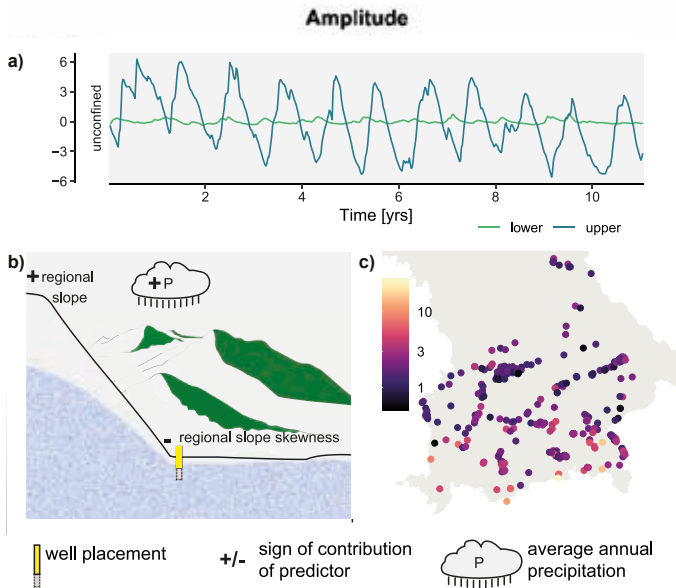 Amplitude
a)
6
3
0
−3
−6
unconfined
2
4
6
8
10
Time [yrs]
lower
upper
b)
+ regional
slope
+ P
- regional slope skewness
c)
10
3
1
well placement
+/-
sign of contribution
of predictor
P
average annual
precipitation